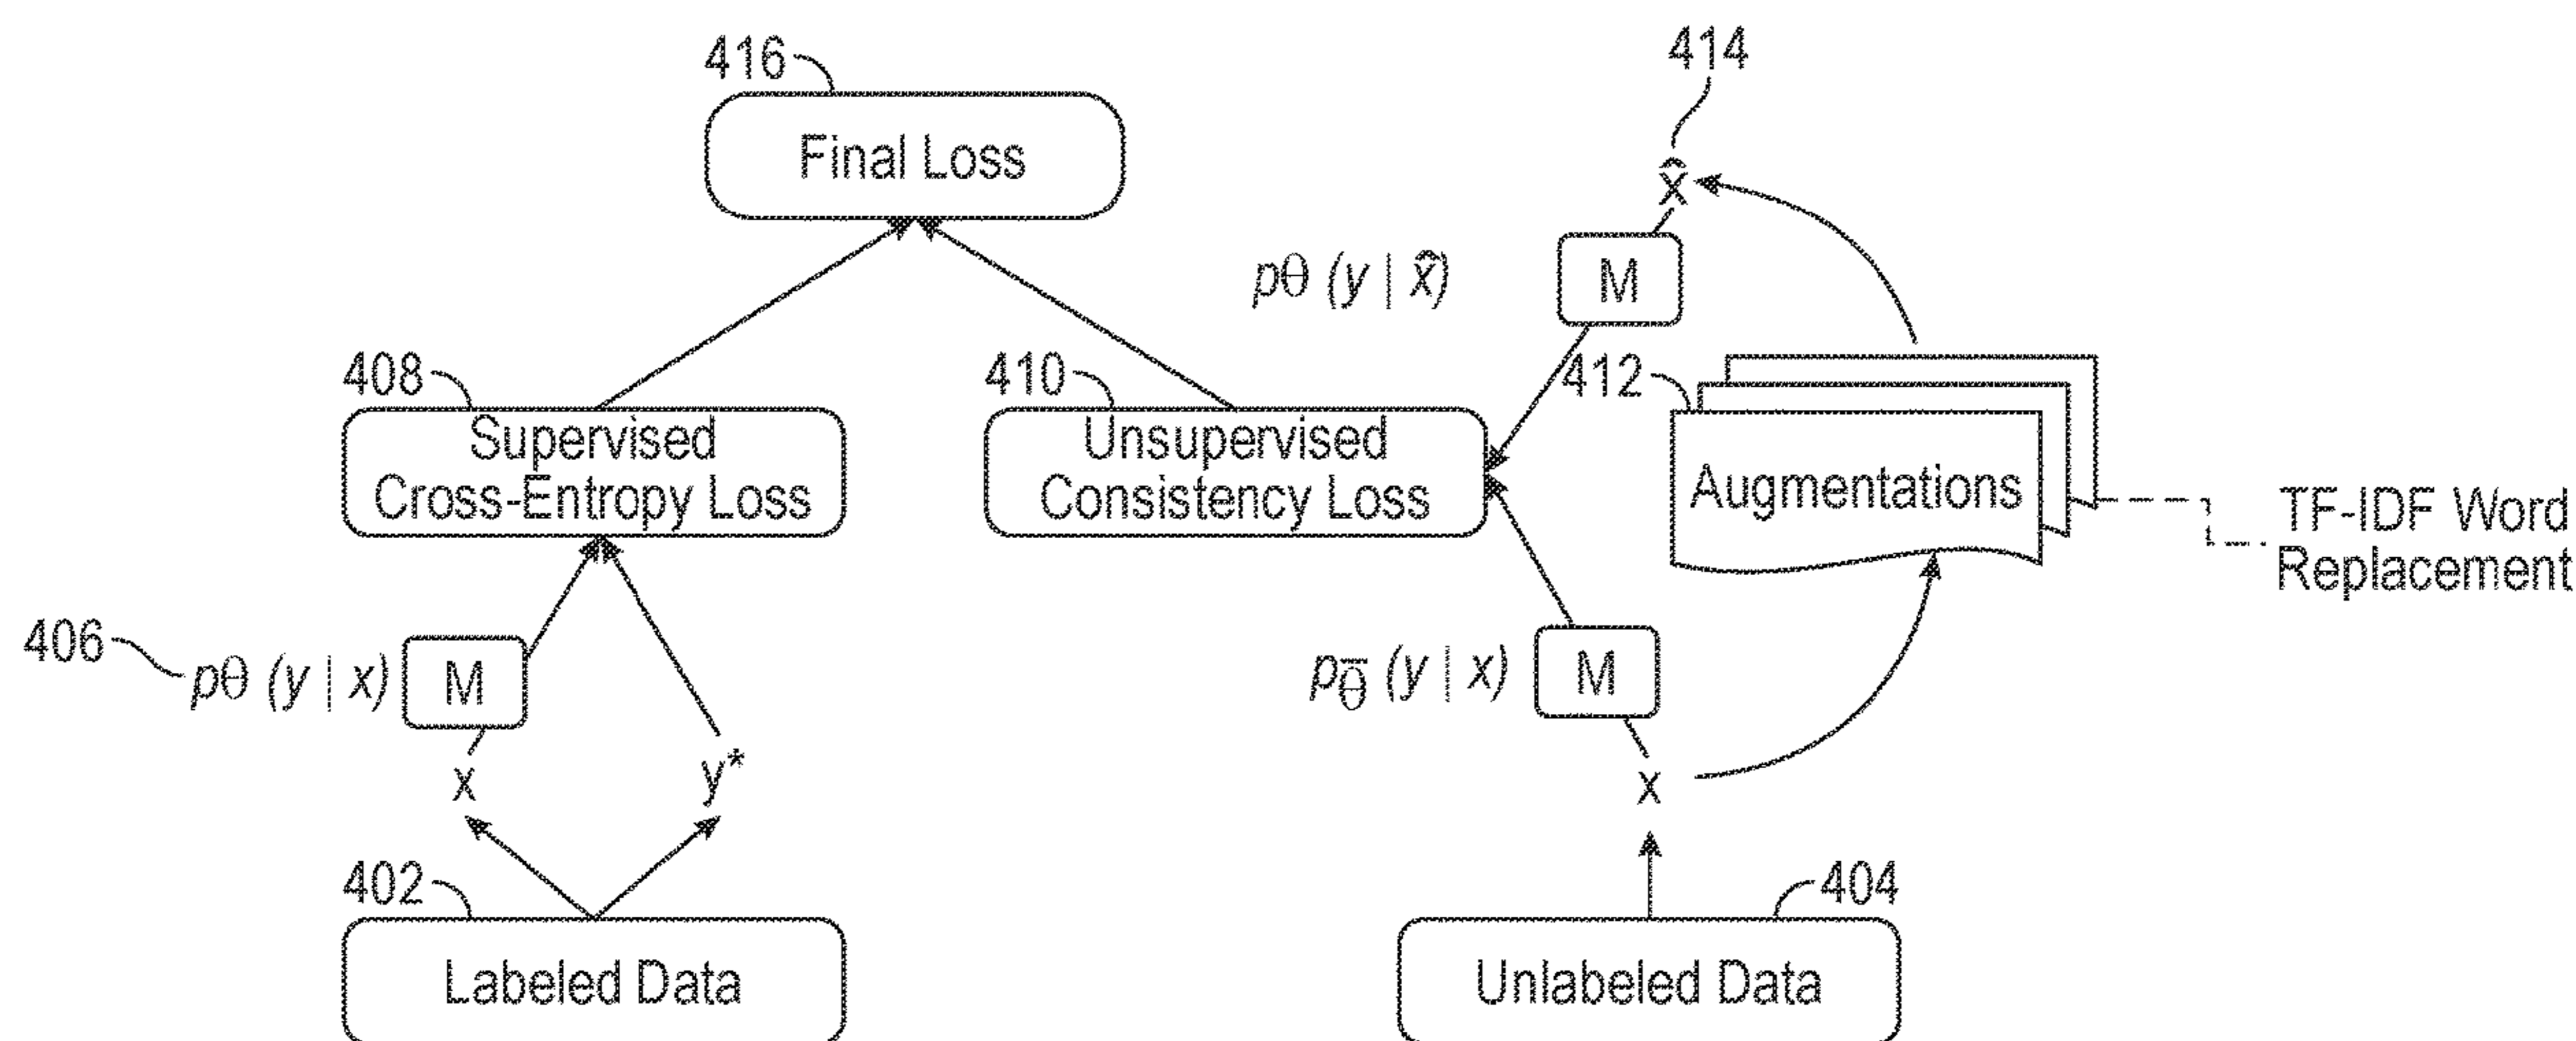 416
414
Final Loss
x̂
M
pθ (y | x̂)
408
410
412
Supervised
Cross-Entropy Loss
Unsupervised
Consistency Loss
Augmentations
TF-IDF Word
Replacement
406
pθ (y | x)
M
pθ̅ (y | x)
M
x
y*
x
402
404
Labeled Data
Unlabeled Data